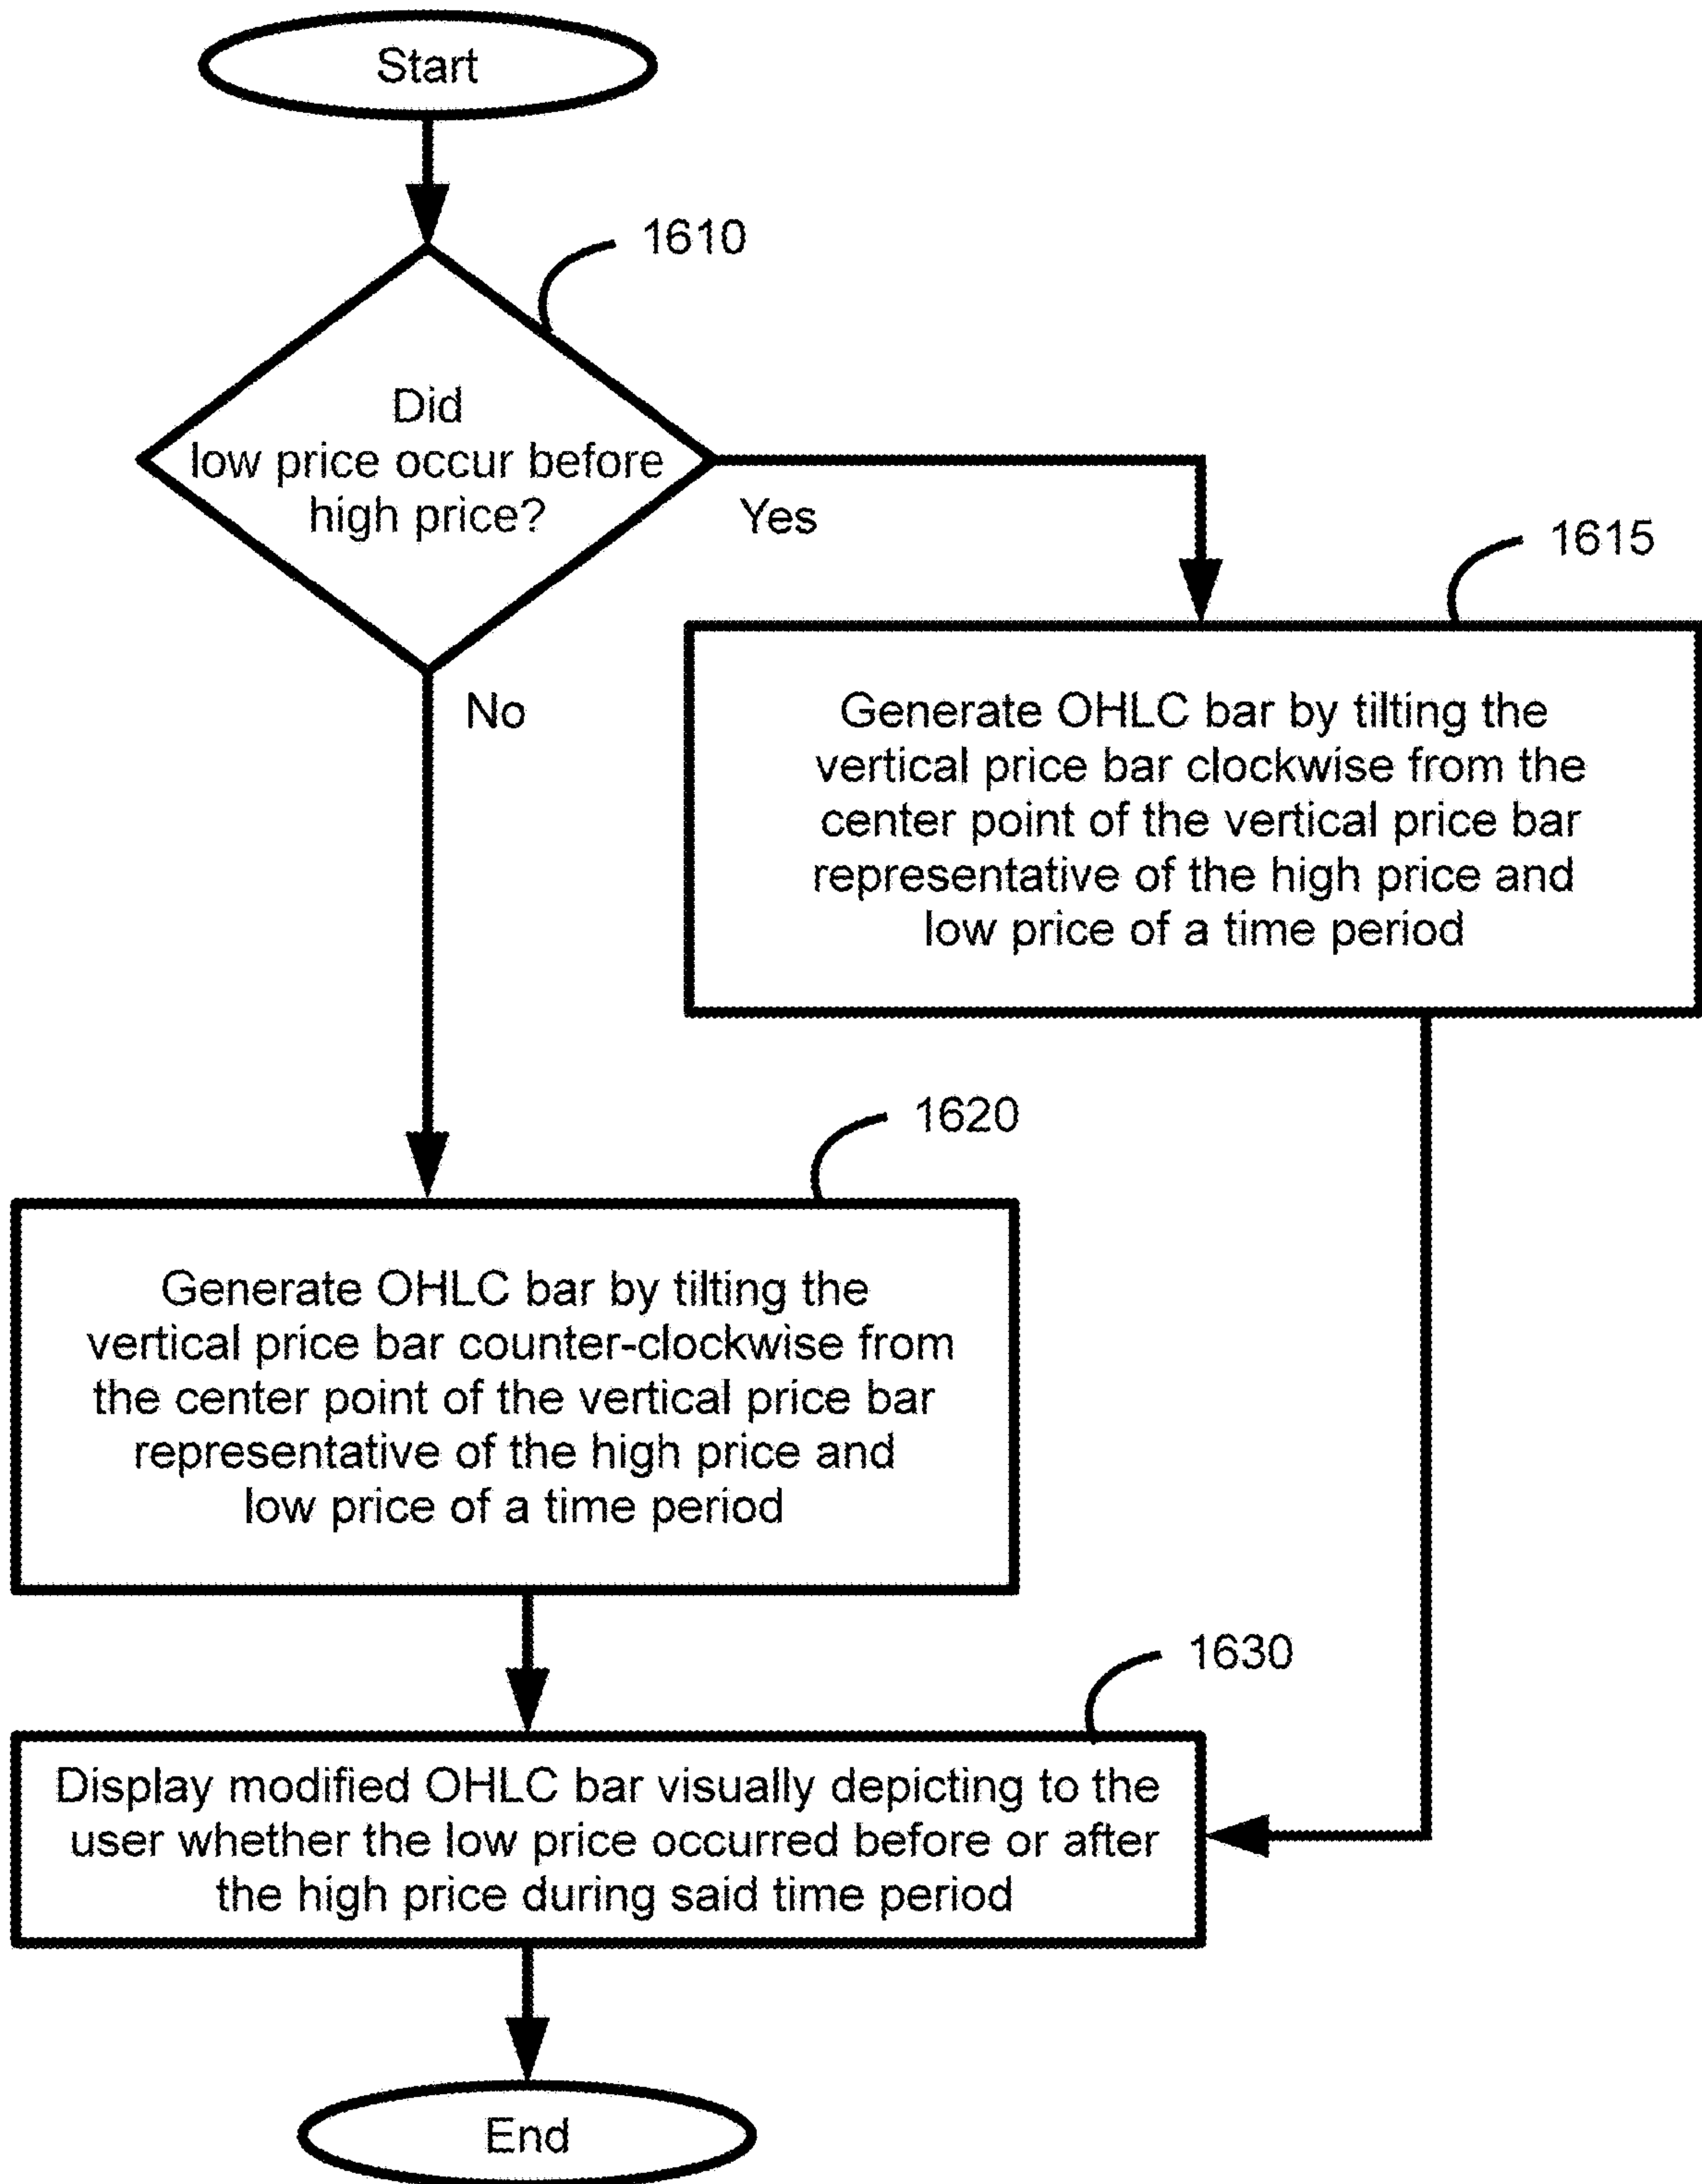 Start
1610
Did
low price occur before
high price?
Yes
1615
No
Generate OHLC bar by tilting the
vertical price bar clockwise from the
center point of the vertical price bar
representative of the high price and
low price of a time period
1620
Generate OHLC bar by tilting the
vertical price bar counter-clockwise from
the center point of the vertical price bar
representative of the high price and
low price of a time period
1630
Display modified OHLC bar visually depicting to the
user whether the low price occurred before or after
the high price during said time period
End